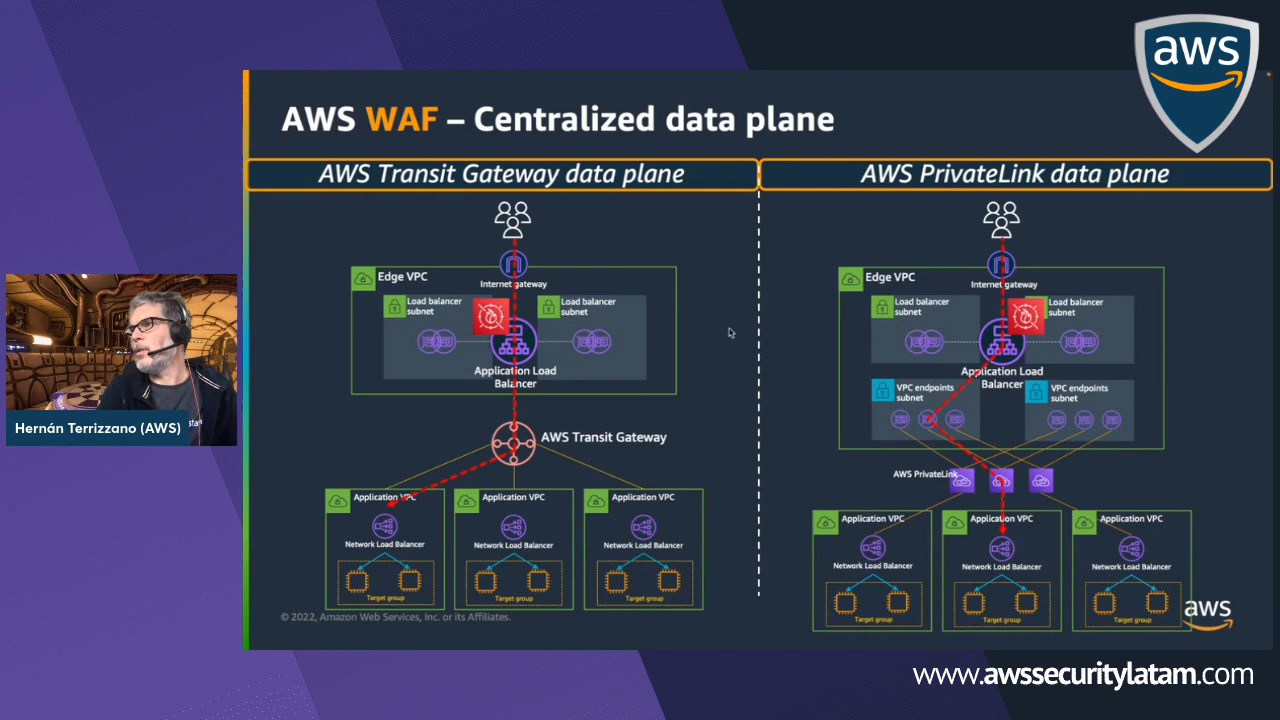 aws
AWS WAF – Centralized data plane
AWS Transit Gateway data plane
Edge VPC
Internet gateway
Load balancer
subnet
Load balancer
subnet
Application Load
Balancer
AWS Transit Gateway
Application VPC
Network Load Balancer
Target group
Application VPC
Network Load Balancer
Target group
Application VPC
Network Load Balancer
Target group
© 2022, Amazon Web Services, Inc. or its Affiliates.
AWS PrivateLink data plane
Edge VPC
Internet gateway
Load balancer
subnet
Load balancer
subnet
Application Load
Balancer
VPC endpoints
subnet
VPC endpoints
subnet
AWS PrivateLink
Application VPC
Network Load Balancer
Target group
Application VPC
Network Load Balancer
Target group
Application VPC
Network Load Balancer
Target group
aws
Hernán Terrizzano (AWS)
www.awssecuritylatam.com